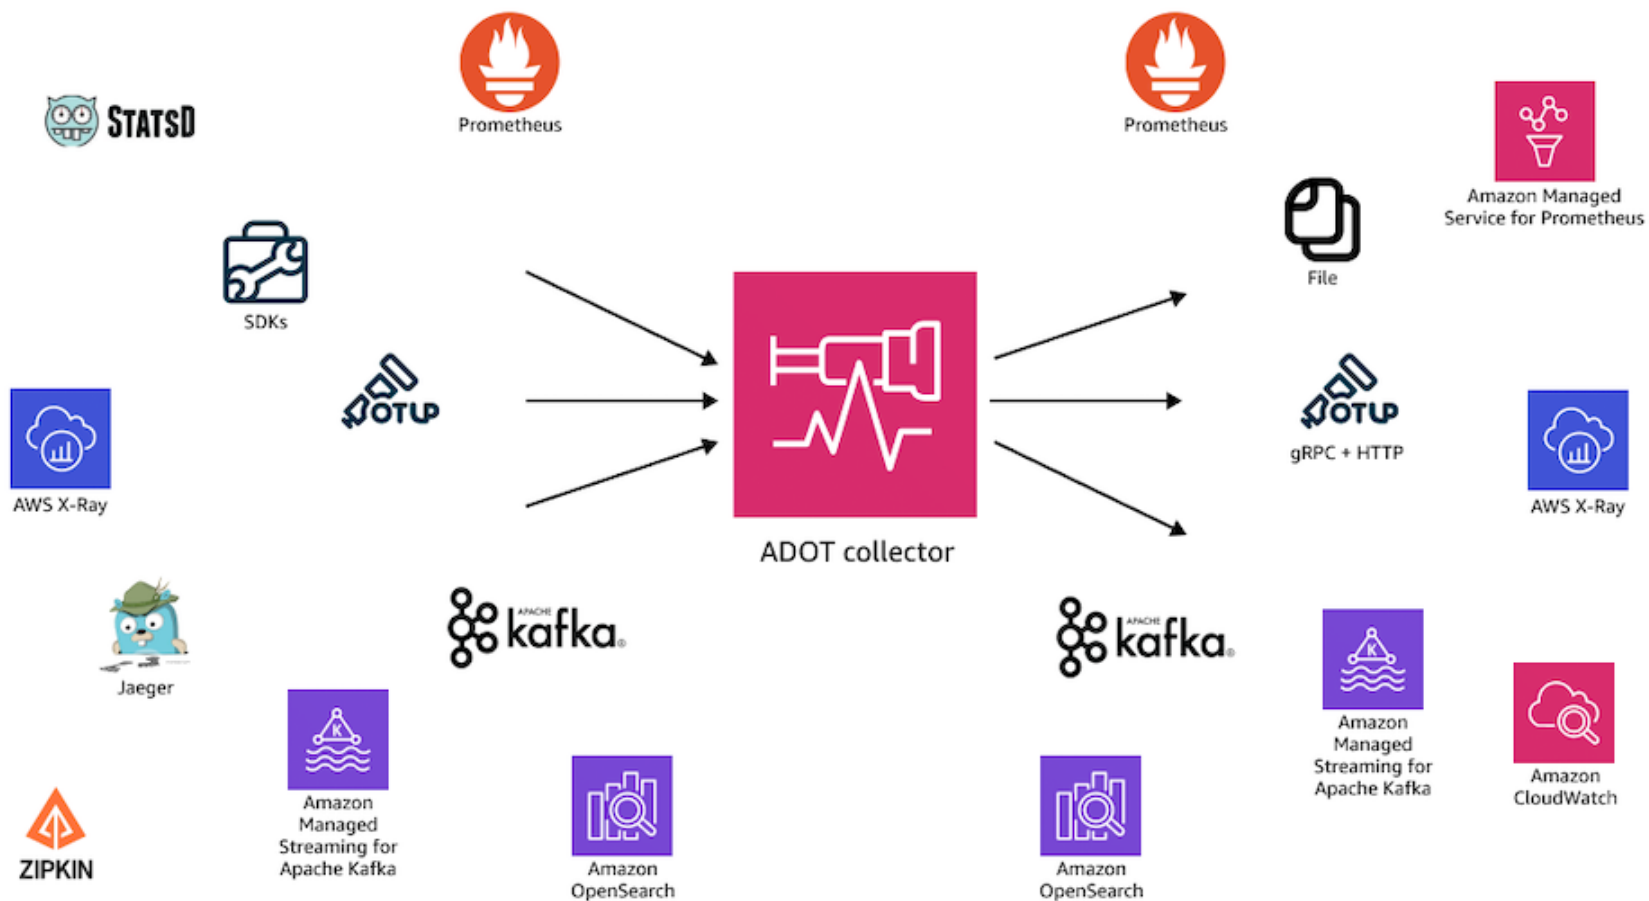 Prometheus
Prometheus
STATSD
Amazon Managed
Service for Prometheus
File
SDKs
OTLP
OTLP
gRPC + HTTP
AWS X-Ray
AWS X-Ray
ADOT collector
APACHE
kafka®
APACHE
kafka®
Jaeger
K
Amazon
Managed
Streaming for
Apache Kafka
K
Amazon
Managed
Streaming for
Apache Kafka
Amazon
CloudWatch
ZIPKIN
Amazon
OpenSearch
Amazon
OpenSearch